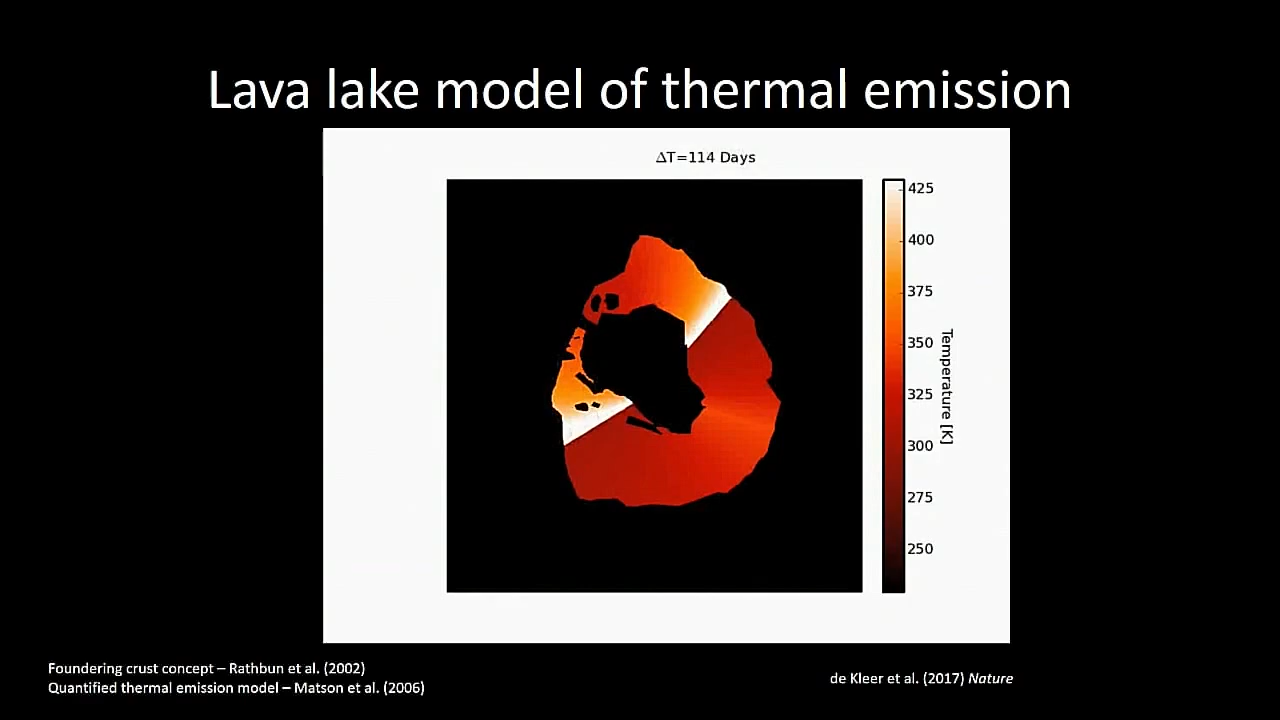 Lava lake model of thermal emission
ΔT=114 Days
425
400
375
350
325
300
275
250
Temperature [K]
Foundering crust concept – Rathbun et al. (2002)
Quantified thermal emission model – Matson et al. (2006)
de Kleer et al. (2017) Nature